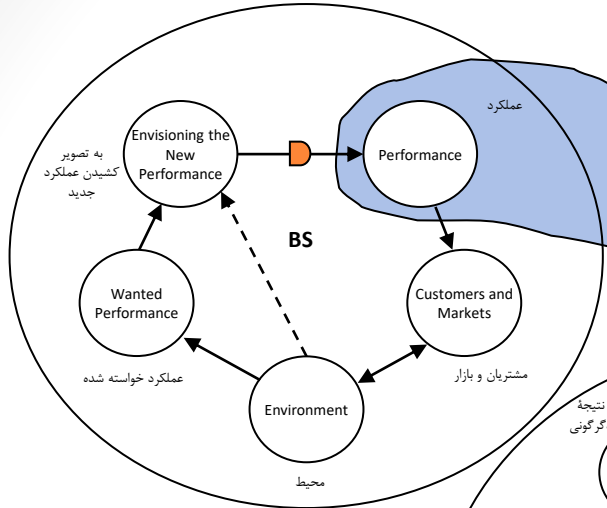 عملکرد
Envisioning the
New
Performance
Performance
به تصویر
کشیدن عملکرد
جدید
BS
Wanted
Performance
Customers and
Markets
عملکرد خواسته شده
مشتریان و بازار
Environment
محیط
نتیجۀ